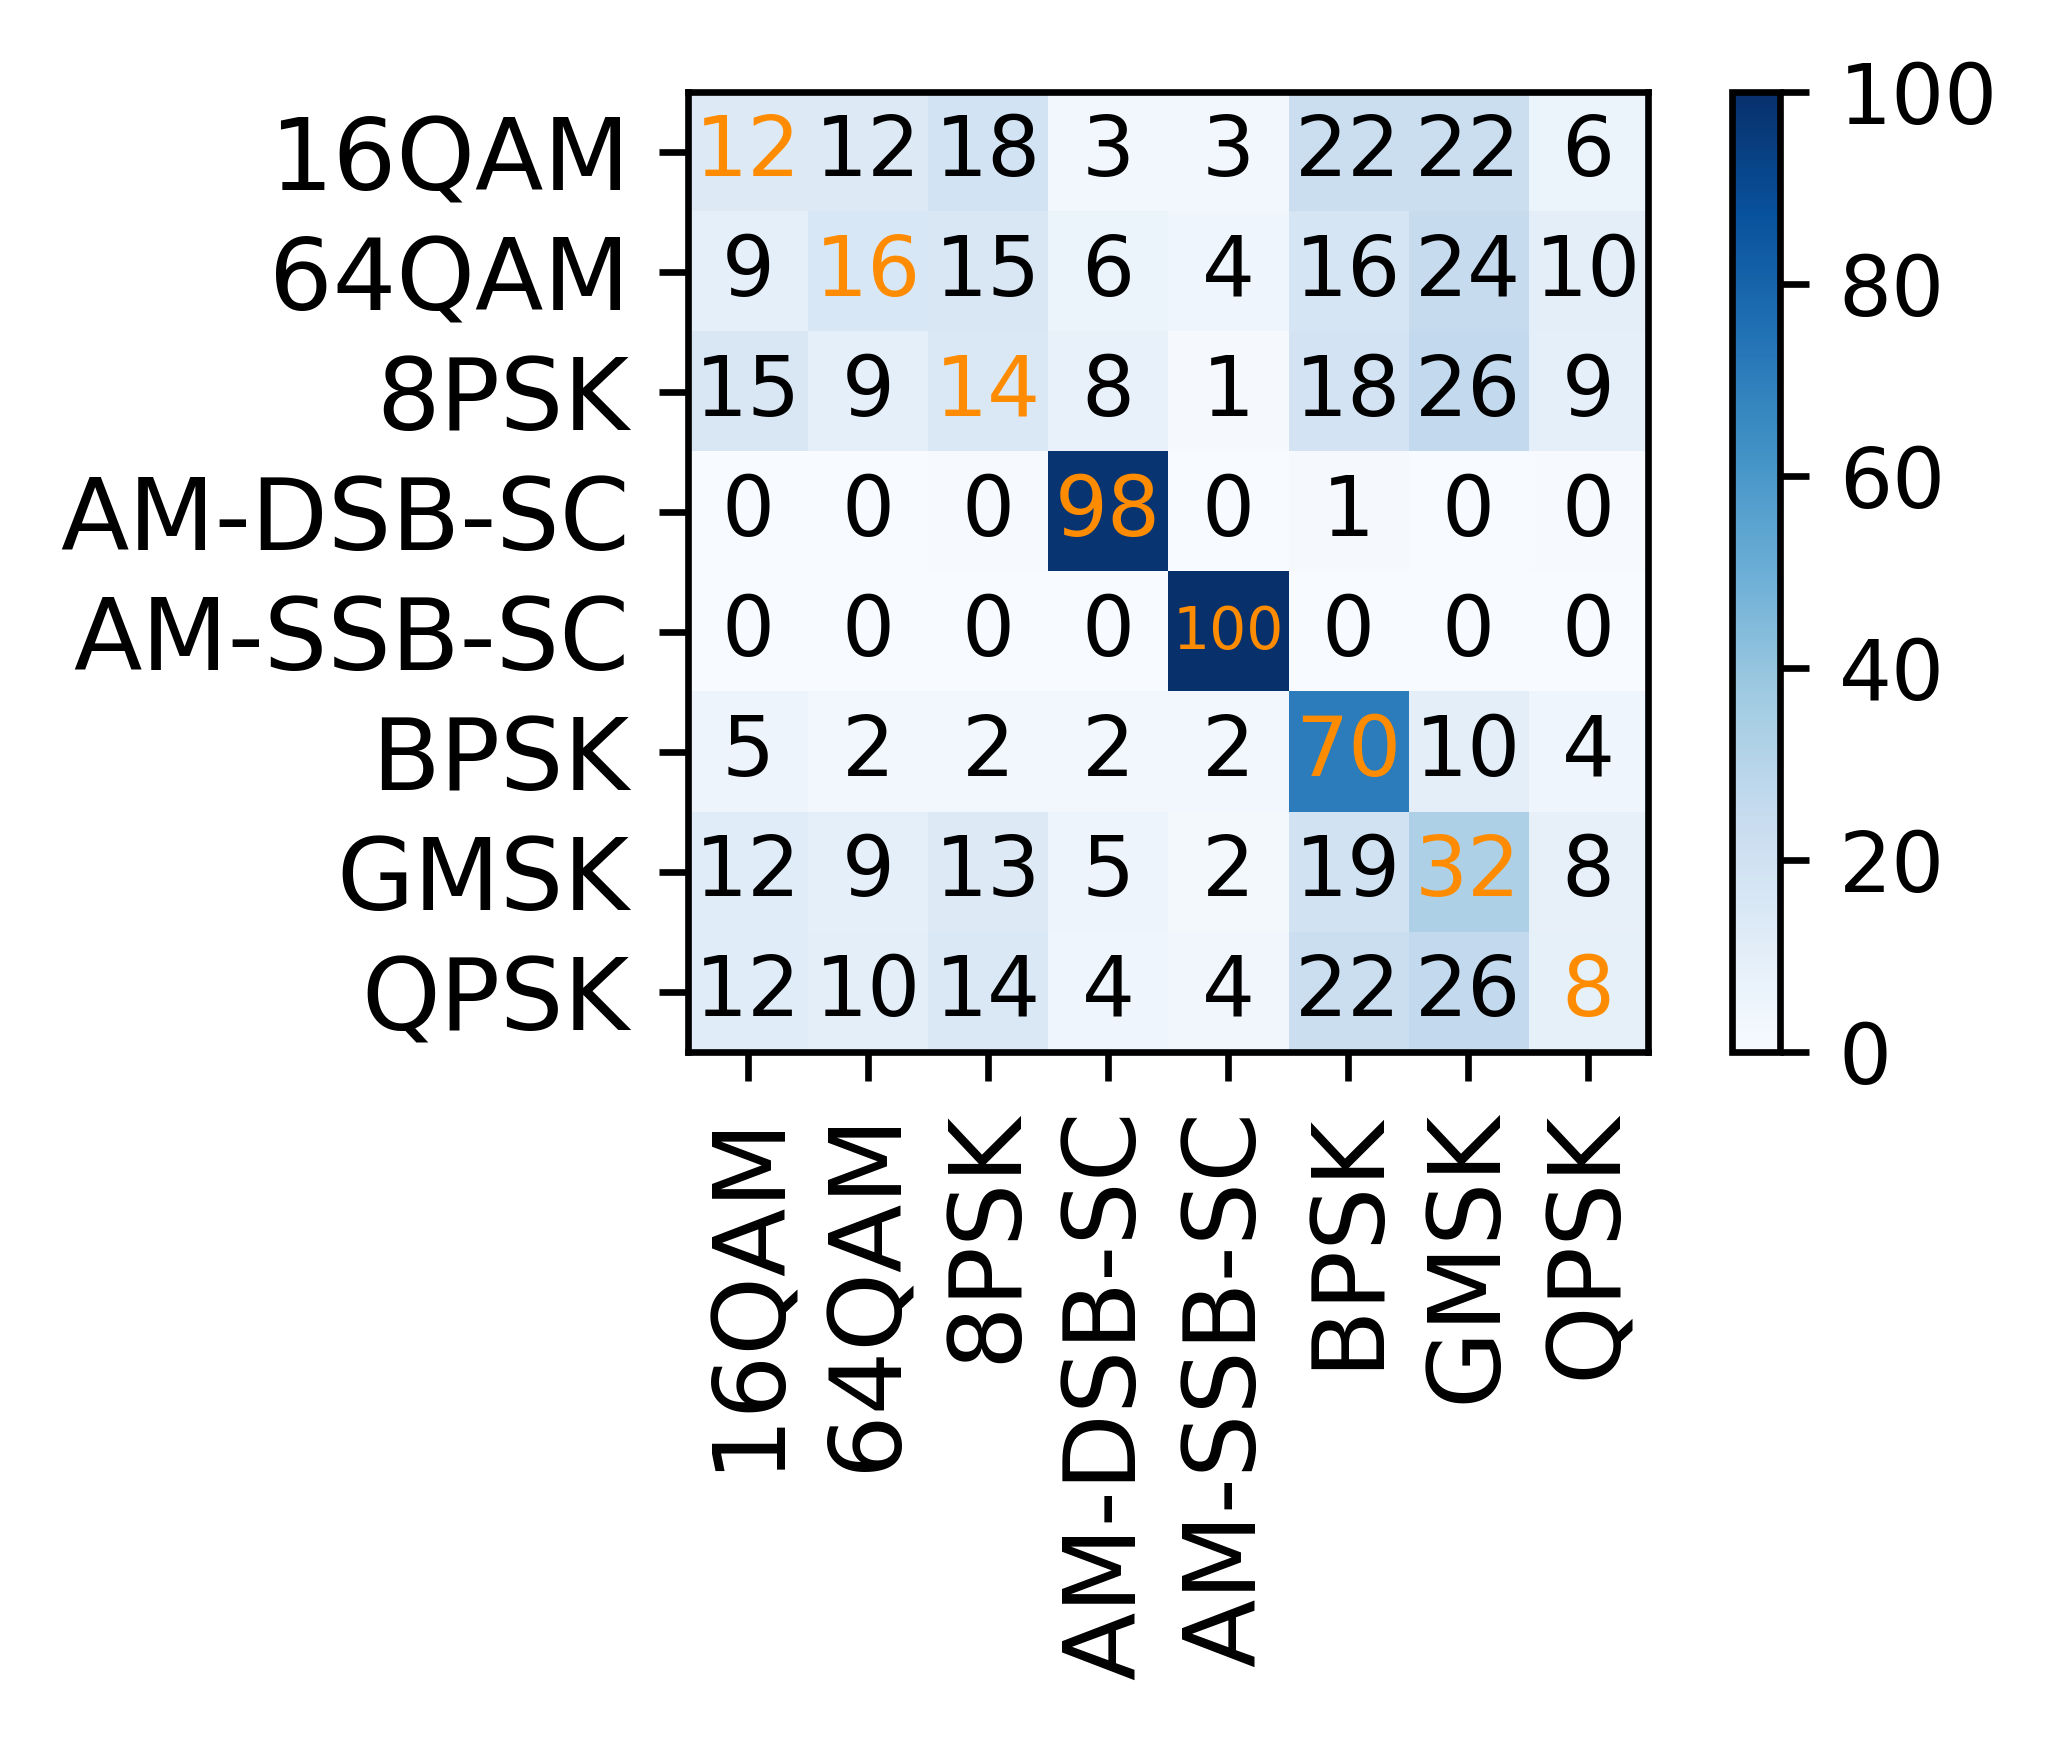 16QAM 12 12 18 3 3 22 22 6
64QAM 9 16 15 6 4 16 24 10
8PSK 15 9 14 8 1 18 26 9
AM-DSB-SC 0 0 0 98 0 1 0 0
AM-SSB-SC 0 0 0 0 100 0 0 0
BPSK 5 2 2 2 2 70 10 4
GMSK 12 9 13 5 2 19 32 8
QPSK 12 10 14 4 4 22 26 8
16QAM
64QAM
8PSK
AM-DSB-SC
AM-SSB-SC
BPSK
GMSK
QPSK
100
80
60
40
20
0